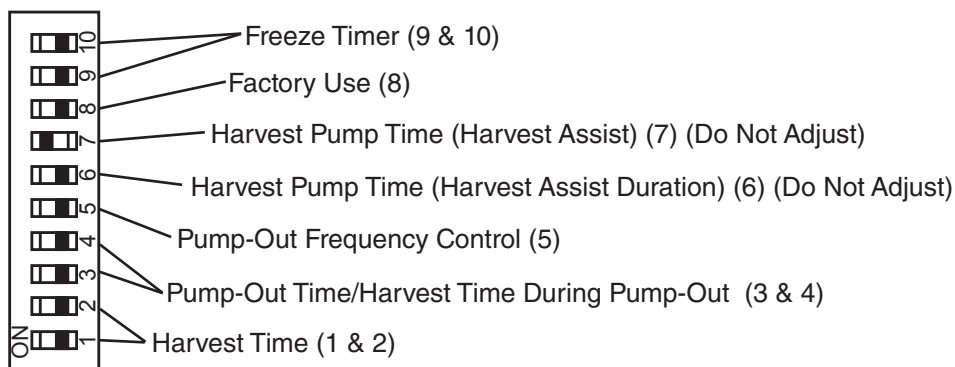 10
Freeze Timer (9 & 10)
9
Factory Use (8)
8
Harvest Pump Time (Harvest Assist) (7) (Do Not Adjust)
7
Harvest Pump Time (Harvest Assist Duration) (6) (Do Not Adjust)
6
5
Pump-Out Frequency Control (5)
4
3
Pump-Out Time/Harvest Time During Pump-Out (3 & 4)
2
1
Harvest Time (1 & 2)
ON